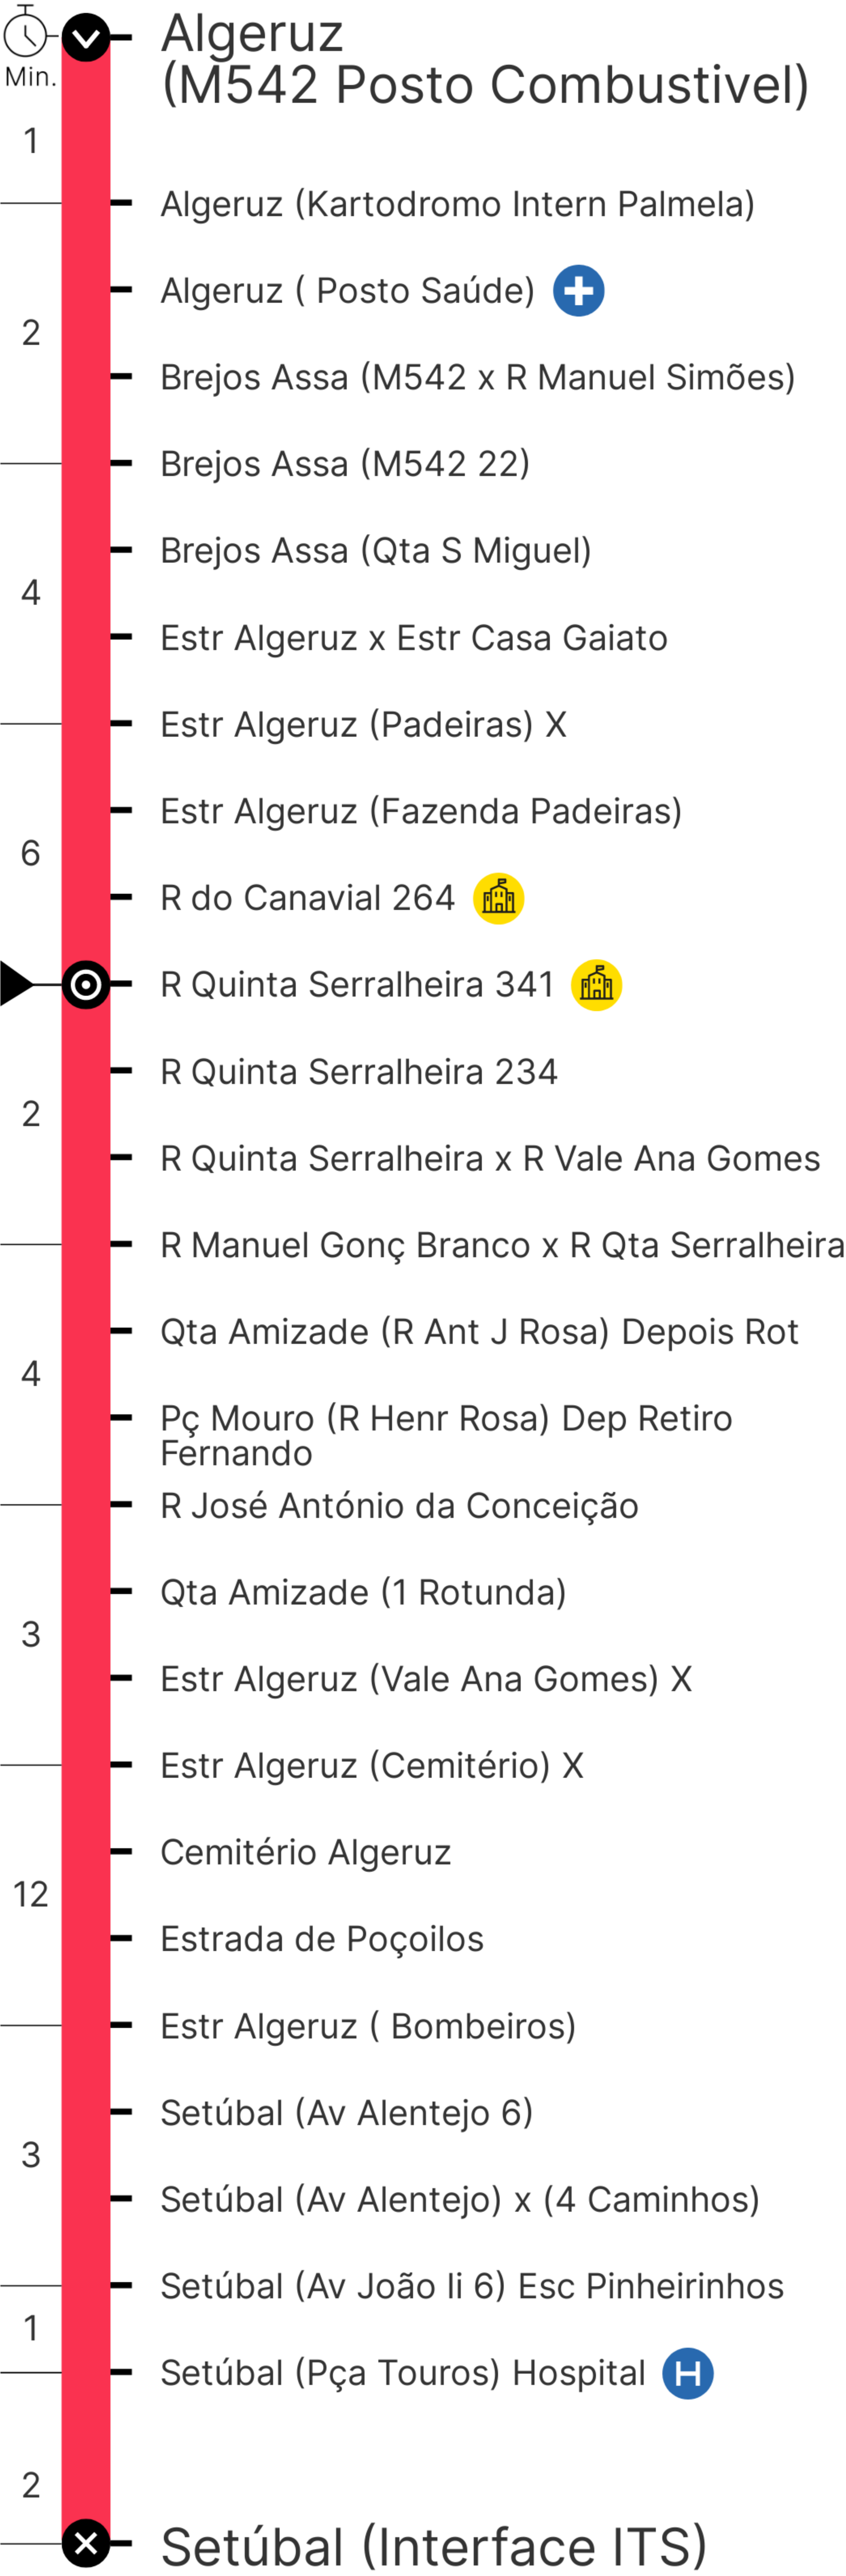 Min.
Algeruz
(M542 Posto Combustivel)
1
Algeruz (Kartodromo Intern Palmela)
Algeruz ( Posto Saúde)
2
Brejos Assa (M542 x R Manuel Simões)
Brejos Assa (M542 22)
Brejos Assa (Qta S Miguel)
4
Estr Algeruz x Estr Casa Gaiato
Estr Algeruz (Padeiras) X
Estr Algeruz (Fazenda Padeiras)
6
R do Canavial 264
R Quinta Serralheira 341
R Quinta Serralheira 234
2
R Quinta Serralheira x R Vale Ana Gomes
R Manuel Gonç Branco x R Qta Serralheira
Qta Amizade (R Ant J Rosa) Depois Rot
4
Pç Mouro (R Henr Rosa) Dep Retiro
Fernando
R José António da Conceição
Qta Amizade (1 Rotunda)
3
Estr Algeruz (Vale Ana Gomes) X
Estr Algeruz (Cemitério) X
Cemitério Algeruz
12
Estrada de Poçoilos
Estr Algeruz ( Bombeiros)
Setúbal (Av Alentejo 6)
3
Setúbal (Av Alentejo) x (4 Caminhos)
Setúbal (Av João Ii 6) Esc Pinheirinhos
1
Setúbal (Pça Touros) Hospital H
2
Setúbal (Interface ITS)